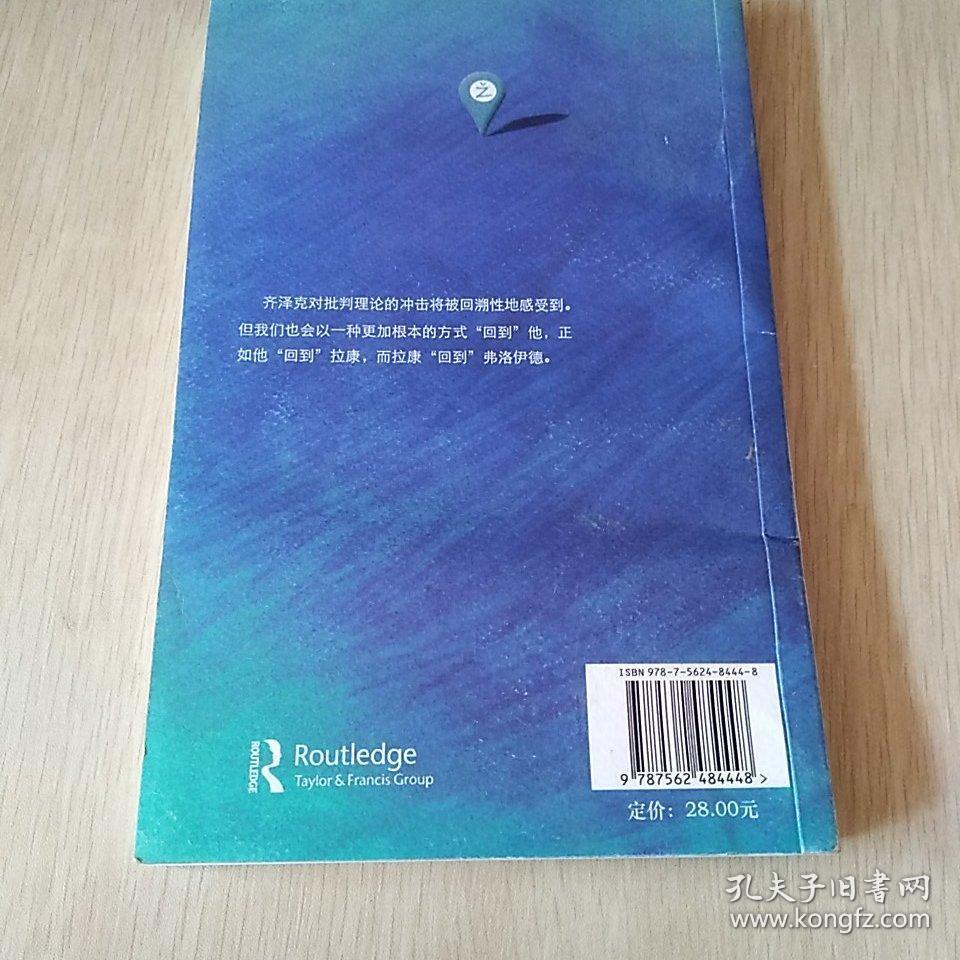 Ž
齐泽克对批判理论的冲击将被回溯性地感受到。
但我们也会以一种更加根本的方式“回到”他，正
如他“回到”拉康，而拉康“回到”弗洛伊德。
ISBN 978-7-5624-8444-8
9 787562 484448 >
定价：28.00元
ROUTLEDGE
Routledge
Taylor & Francis Group
孔夫子旧書网
www.kongfz.com